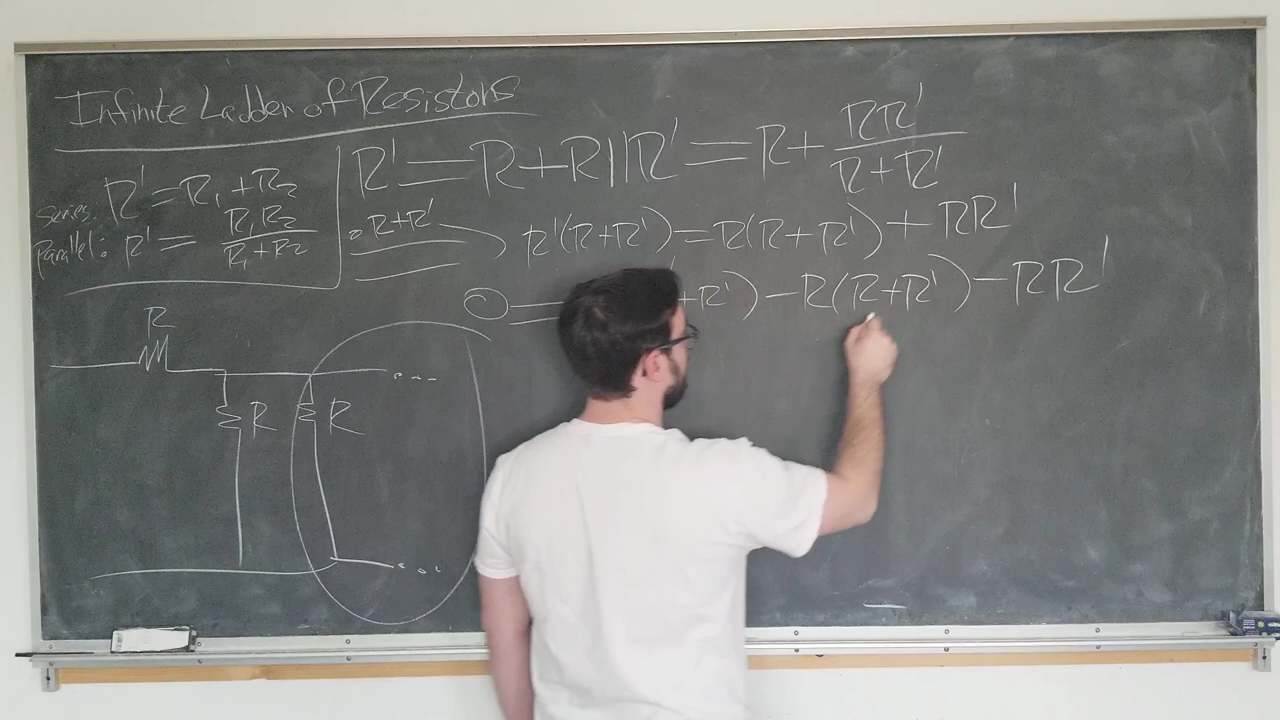 Infinite Ladder of Resistors
series: R' = R₁ + R₂
Parallel: R' = R₁R₂ / R₁+R₂
R' = R + R||R' = R + RR' / R+R'
∘R+R'
R'(R+R') = R(R+R') + RR'
0 = +R') - R(R+R') - RR'
R
R
R